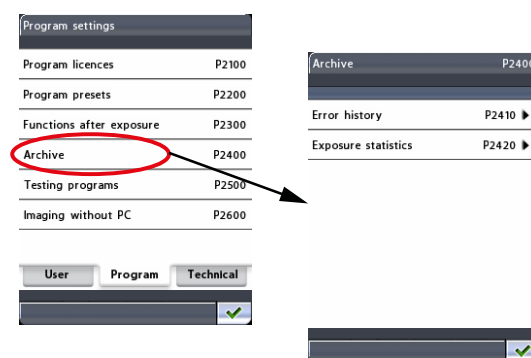 Program settings
Program licences P2100
Program presets P2200
Functions after exposure P2300
Archive P2400
Testing programs P2500
Imaging without PC P2600
User Program Technical
Archive P2400
Error history P2410
Exposure statistics P2420